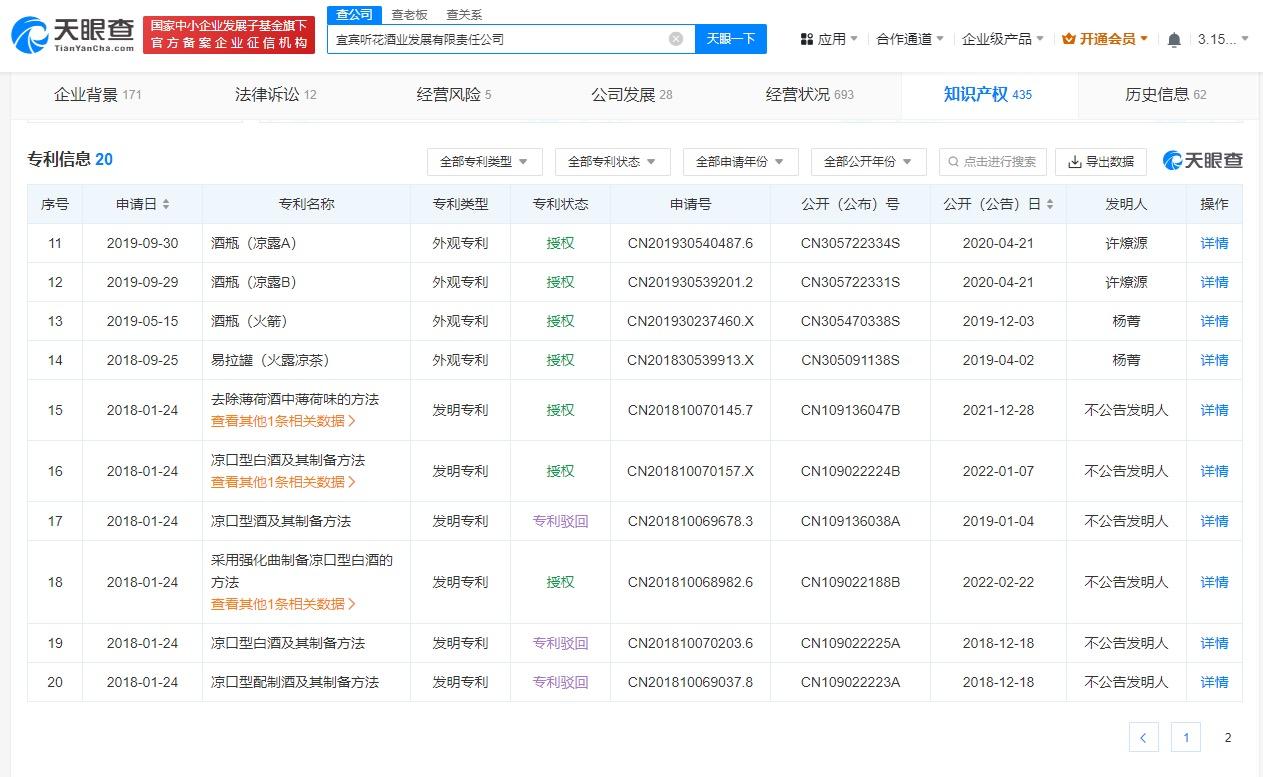 天眼查
TianYanCha.com
国家中小企业发展子基金旗下
官方备案企业征信机构
查公司 查老板 查关系
宜宾听花酒业发展有限责任公司 天眼一下
应用 合作通道 企业级产品 开通会员 3.15...
企业背景 171 法律诉讼 12 经营风险 5 公司发展 28 经营状况 693 知识产权 435 历史信息 62
专利信息 20 全部专利类型 全部专利状态 全部申请年份 全部公开年份 点击进行搜索 导出数据 天眼查
序号 申请日 专利名称 专利类型 专利状态 申请号 公开（公布）号 公开（公告）日 发明人 操作
11 2019-09-30 酒瓶（凉露A） 外观专利 授权 CN201930540487.6 CN305722334S 2020-04-21 许燎源 详情
12 2019-09-29 酒瓶（凉露B） 外观专利 授权 CN201930539201.2 CN305722331S 2020-04-21 许燎源 详情
13 2019-05-15 酒瓶（火箭） 外观专利 授权 CN201930237460.X CN305470338S 2019-12-03 杨菁 详情
14 2018-09-25 易拉罐（火露凉茶） 外观专利 授权 CN201830539913.X CN305091138S 2019-04-02 杨菁 详情
15 2018-01-24 去除薄荷酒中薄荷味的方法 发明专利 授权 CN201810070145.7 CN109136047B 2021-12-28 不公告发明人 详情
查看其他1条相关数据>
16 2018-01-24 凉口型白酒及其制备方法 发明专利 授权 CN201810070157.X CN109022224B 2022-01-07 不公告发明人 详情
查看其他1条相关数据>
17 2018-01-24 凉口型酒及其制备方法 发明专利 专利驳回 CN201810069678.3 CN109136038A 2019-01-04 不公告发明人 详情
18 2018-01-24 采用强化曲制备凉口型白酒的 发明专利 授权 CN201810068982.6 CN109022188B 2022-02-22 不公告发明人 详情
方法
查看其他1条相关数据>
19 2018-01-24 凉口型白酒及其制备方法 发明专利 专利驳回 CN201810070203.6 CN109022225A 2018-12-18 不公告发明人 详情
20 2018-01-24 凉口型配制酒及其制备方法 发明专利 专利驳回 CN201810069037.8 CN109022223A 2018-12-18 不公告发明人 详情
< 1 2